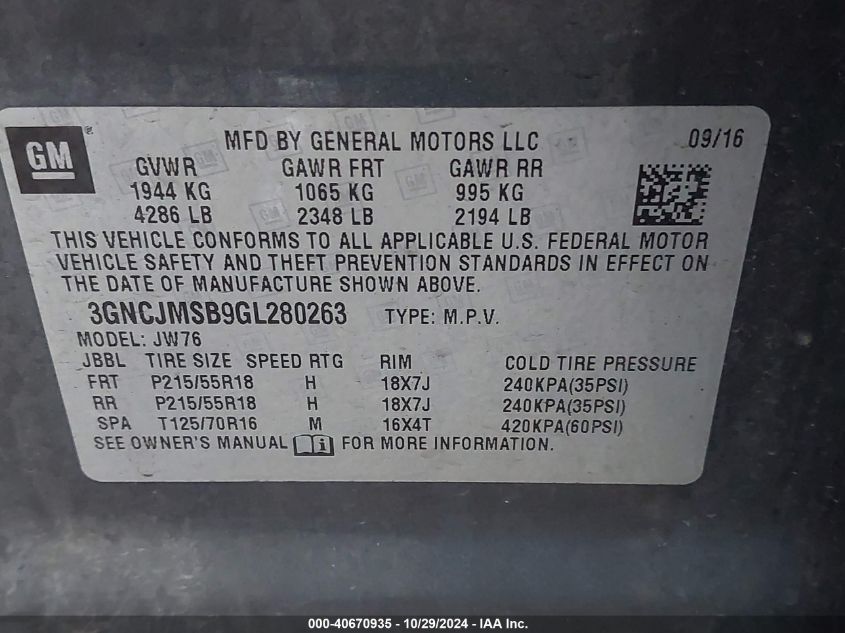 GM ®
MFD BY GENERAL MOTORS LLC 09/16
GVWR GAWR FRT GAWR RR
1944 KG 1065 KG 995 KG
4286 LB 2348 LB 2194 LB
THIS VEHICLE CONFORMS TO ALL APPLICABLE U.S. FEDERAL MOTOR
VEHICLE SAFETY AND THEFT PREVENTION STANDARDS IN EFFECT ON
THE DATE OF MANUFACTURE SHOWN ABOVE.
3GNCJMSB9GL280263 TYPE: M.P.V.
MODEL: JW76
JBBL TIRE SIZE SPEED RTG RIM COLD TIRE PRESSURE
FRT P215/55R18 H 18X7J 240KPA(35PSI)
RR P215/55R18 H 18X7J 240KPA(35PSI)
SPA T125/70R16 M 16X4T 420KPA(60PSI)
SEE OWNER'S MANUAL FOR MORE INFORMATION.
000-40670935 - 10/29/2024 - IAA Inc.